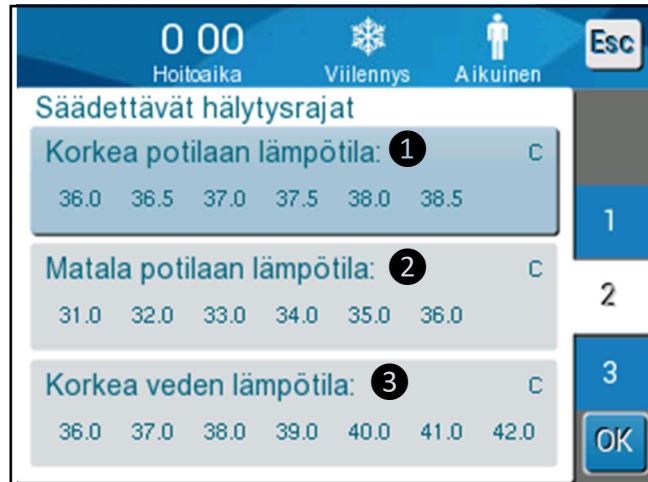 0 00
Hoitoaika
Viilennys
Aikuinen
Esc
Säädettävät hälytysrajat
Korkea potilaan lämpötila: ❶ C
36.0 36.5 37.0 37.5 38.0 38.5
Matala potilaan lämpötila: ❷ C
31.0 32.0 33.0 34.0 35.0 36.0
Korkea veden lämpötila: ❸ C
36.0 37.0 38.0 39.0 40.0 41.0 42.0
1
2
3
OK